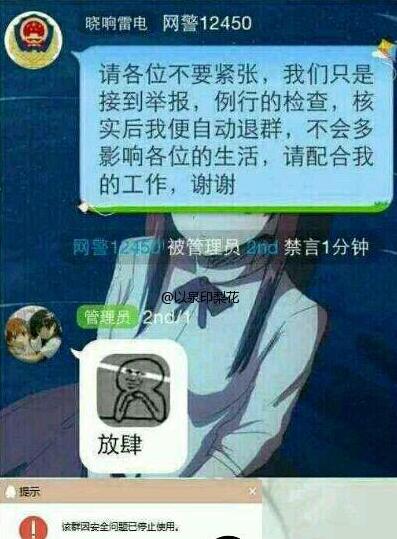 晓响雷电 网警12450
请各位不要紧张，我们只是
接到举报，例行的检查，核
实后我便自动退群，不会多
影响各位的生活，请配合我
的工作，谢谢
网警12450 被管理员 2nd 禁言1分钟
@以泉印梨花
管理员 2nd/1
放肆
提示
该群因安全问题已停止使用。